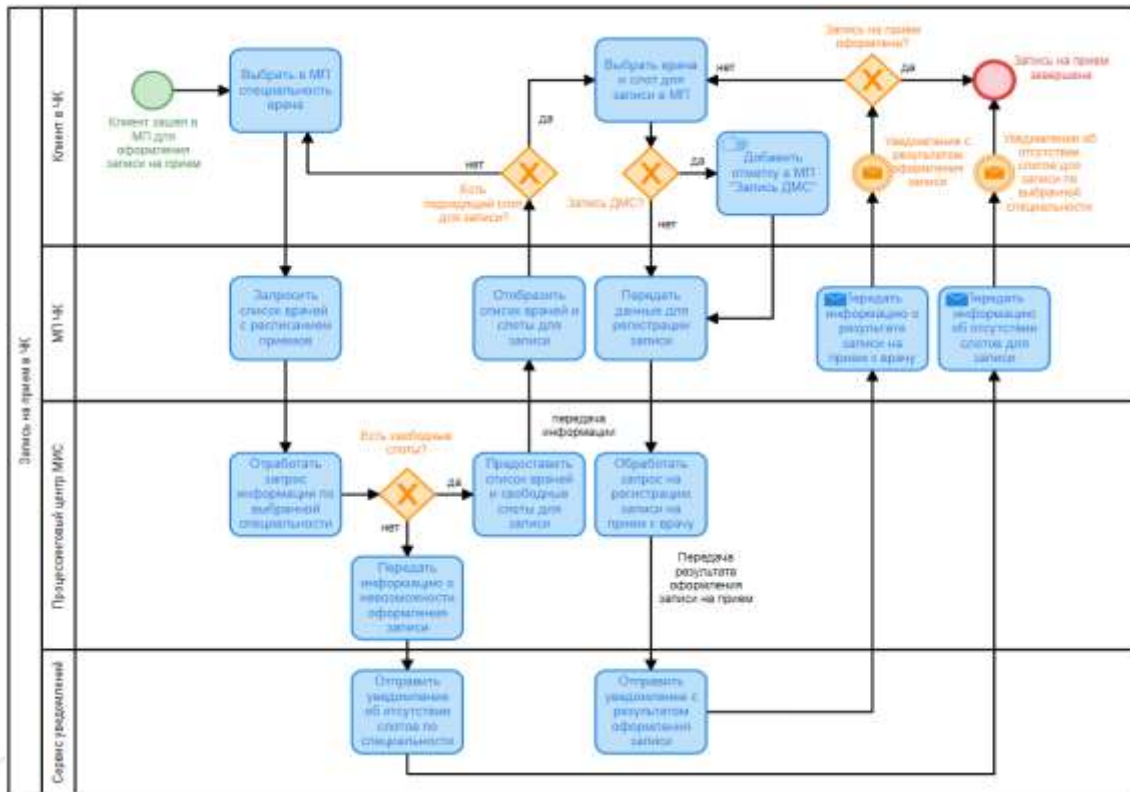 Запись на прием в ЧК
Клиент в ЧК
Клиент зашел в
МП для
оформления
записи на прием
Выбрать в МП
специальность
врача
нет
Есть
подходящий слот
для записи?
да
Выбрать врача
и слот для
записи в МП
Запись ДМС?
да
нет
Добавить
отметку в МП
"Запись ДМС"
нет
Запись на прием
оформлена?
да
Запись на прием
завершена
Уведомление с
результатом
оформления
записи
Уведомление об
отсутствии
слотов для
записи по
выбранной
специальности
МП ЧК
Запросить
список врачей
с расписанием
приемов
Отобразить
список врачей и
слоты для
записи
Передать
данные для
регистрации
записи
Передать
информацию о
результате
записи на
прием к врачу
Передать
информацию
об отсутствии
слотов для
записи
Процессинговый центр МИС
Отработать
запрос
информации по
выбранной
специальности
Есть свободные
слоты?
да
нет
Предоставить
список врачей
и свободные
слоты для
записи
передача
информации
Обработать
запрос на
регистрацию
записи на
прием к врачу
Передать
информацию о
невозможности
оформления
записи
Передача
результата
оформления
записи на прием
Сервис уведомлений
Отправить
уведомление
об отсутствии
слотов по
специальности
Отправить
уведомление с
результатом
оформления
записи